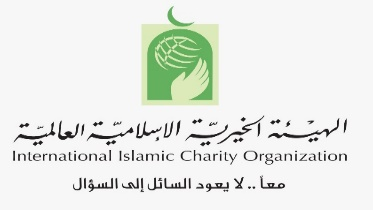 الهيئة الخيرية الإسلامية العالمية
International Islamic Charity Organization
معاً .. لا يعود السائل إلى السؤال